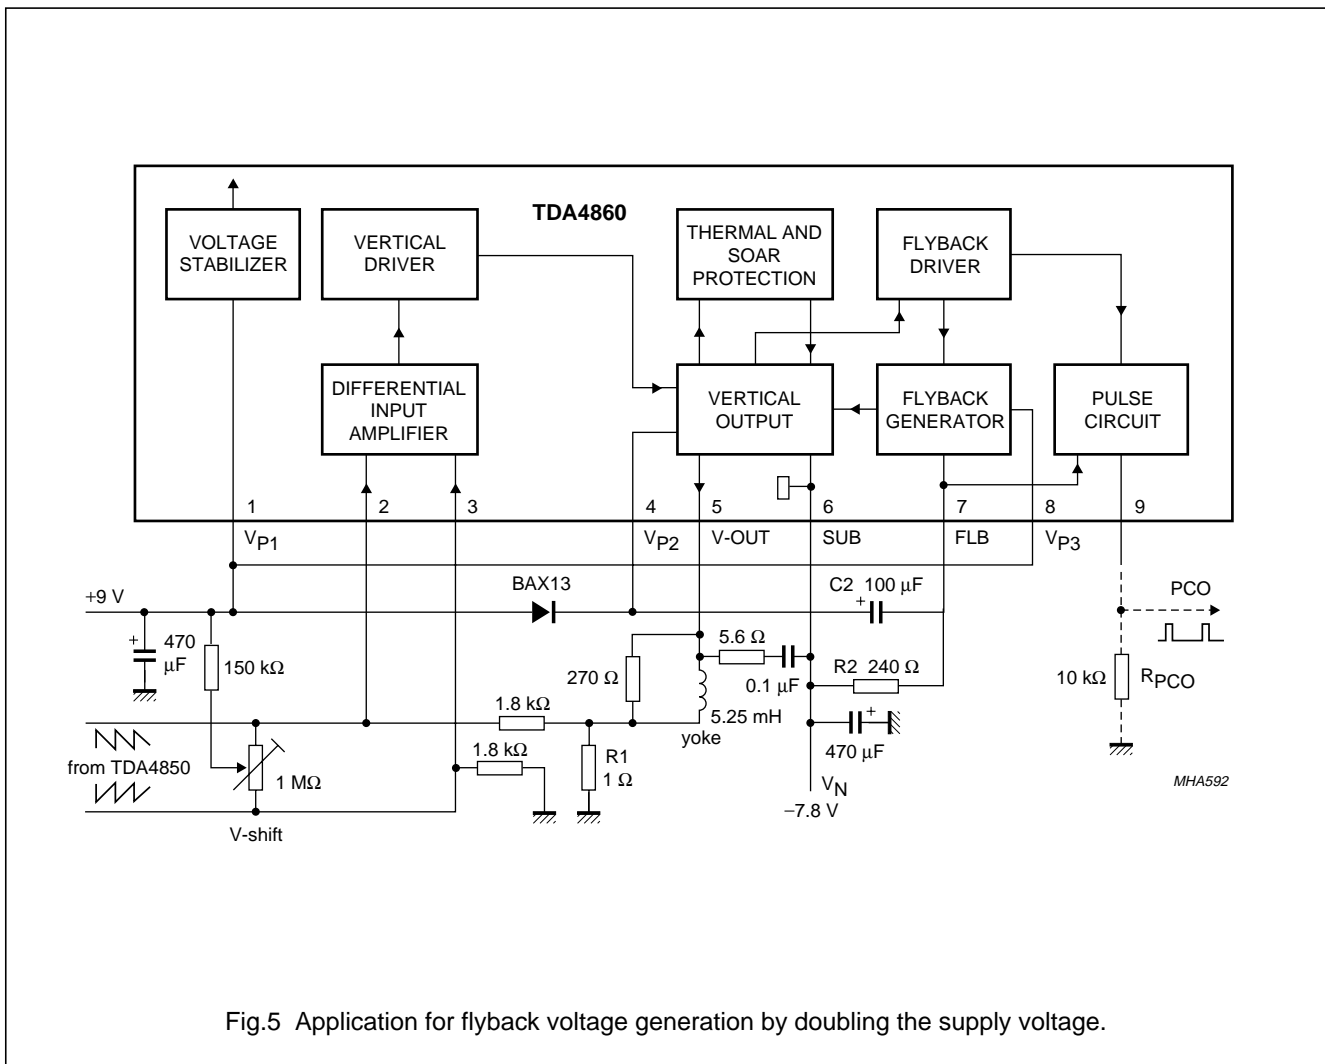 TDA4860
VOLTAGE
STABILIZER
VERTICAL
DRIVER
THERMAL AND
SOAR
PROTECTION
FLYBACK
DRIVER
DIFFERENTIAL
INPUT
AMPLIFIER
VERTICAL
OUTPUT
FLYBACK
GENERATOR
PULSE
CIRCUIT
1 2 3 4 5 6 7 8 9
VP1 VP2 V-OUT SUB FLB VP3
BAX13
C2 100 μF
PCO
+9 V
+
470
μF
150 kΩ
+
5.6 Ω
270 Ω
0.1 μF
R2 240 Ω
10 kΩ
RPCO
1.8 kΩ
5.25 mH
yoke
+
470 μF
from TDA4850
1 MΩ
1.8 kΩ
R1
1 Ω
VN
−7.8 V
MHA592
V-shift
Fig.5 Application for flyback voltage generation by doubling the supply voltage.